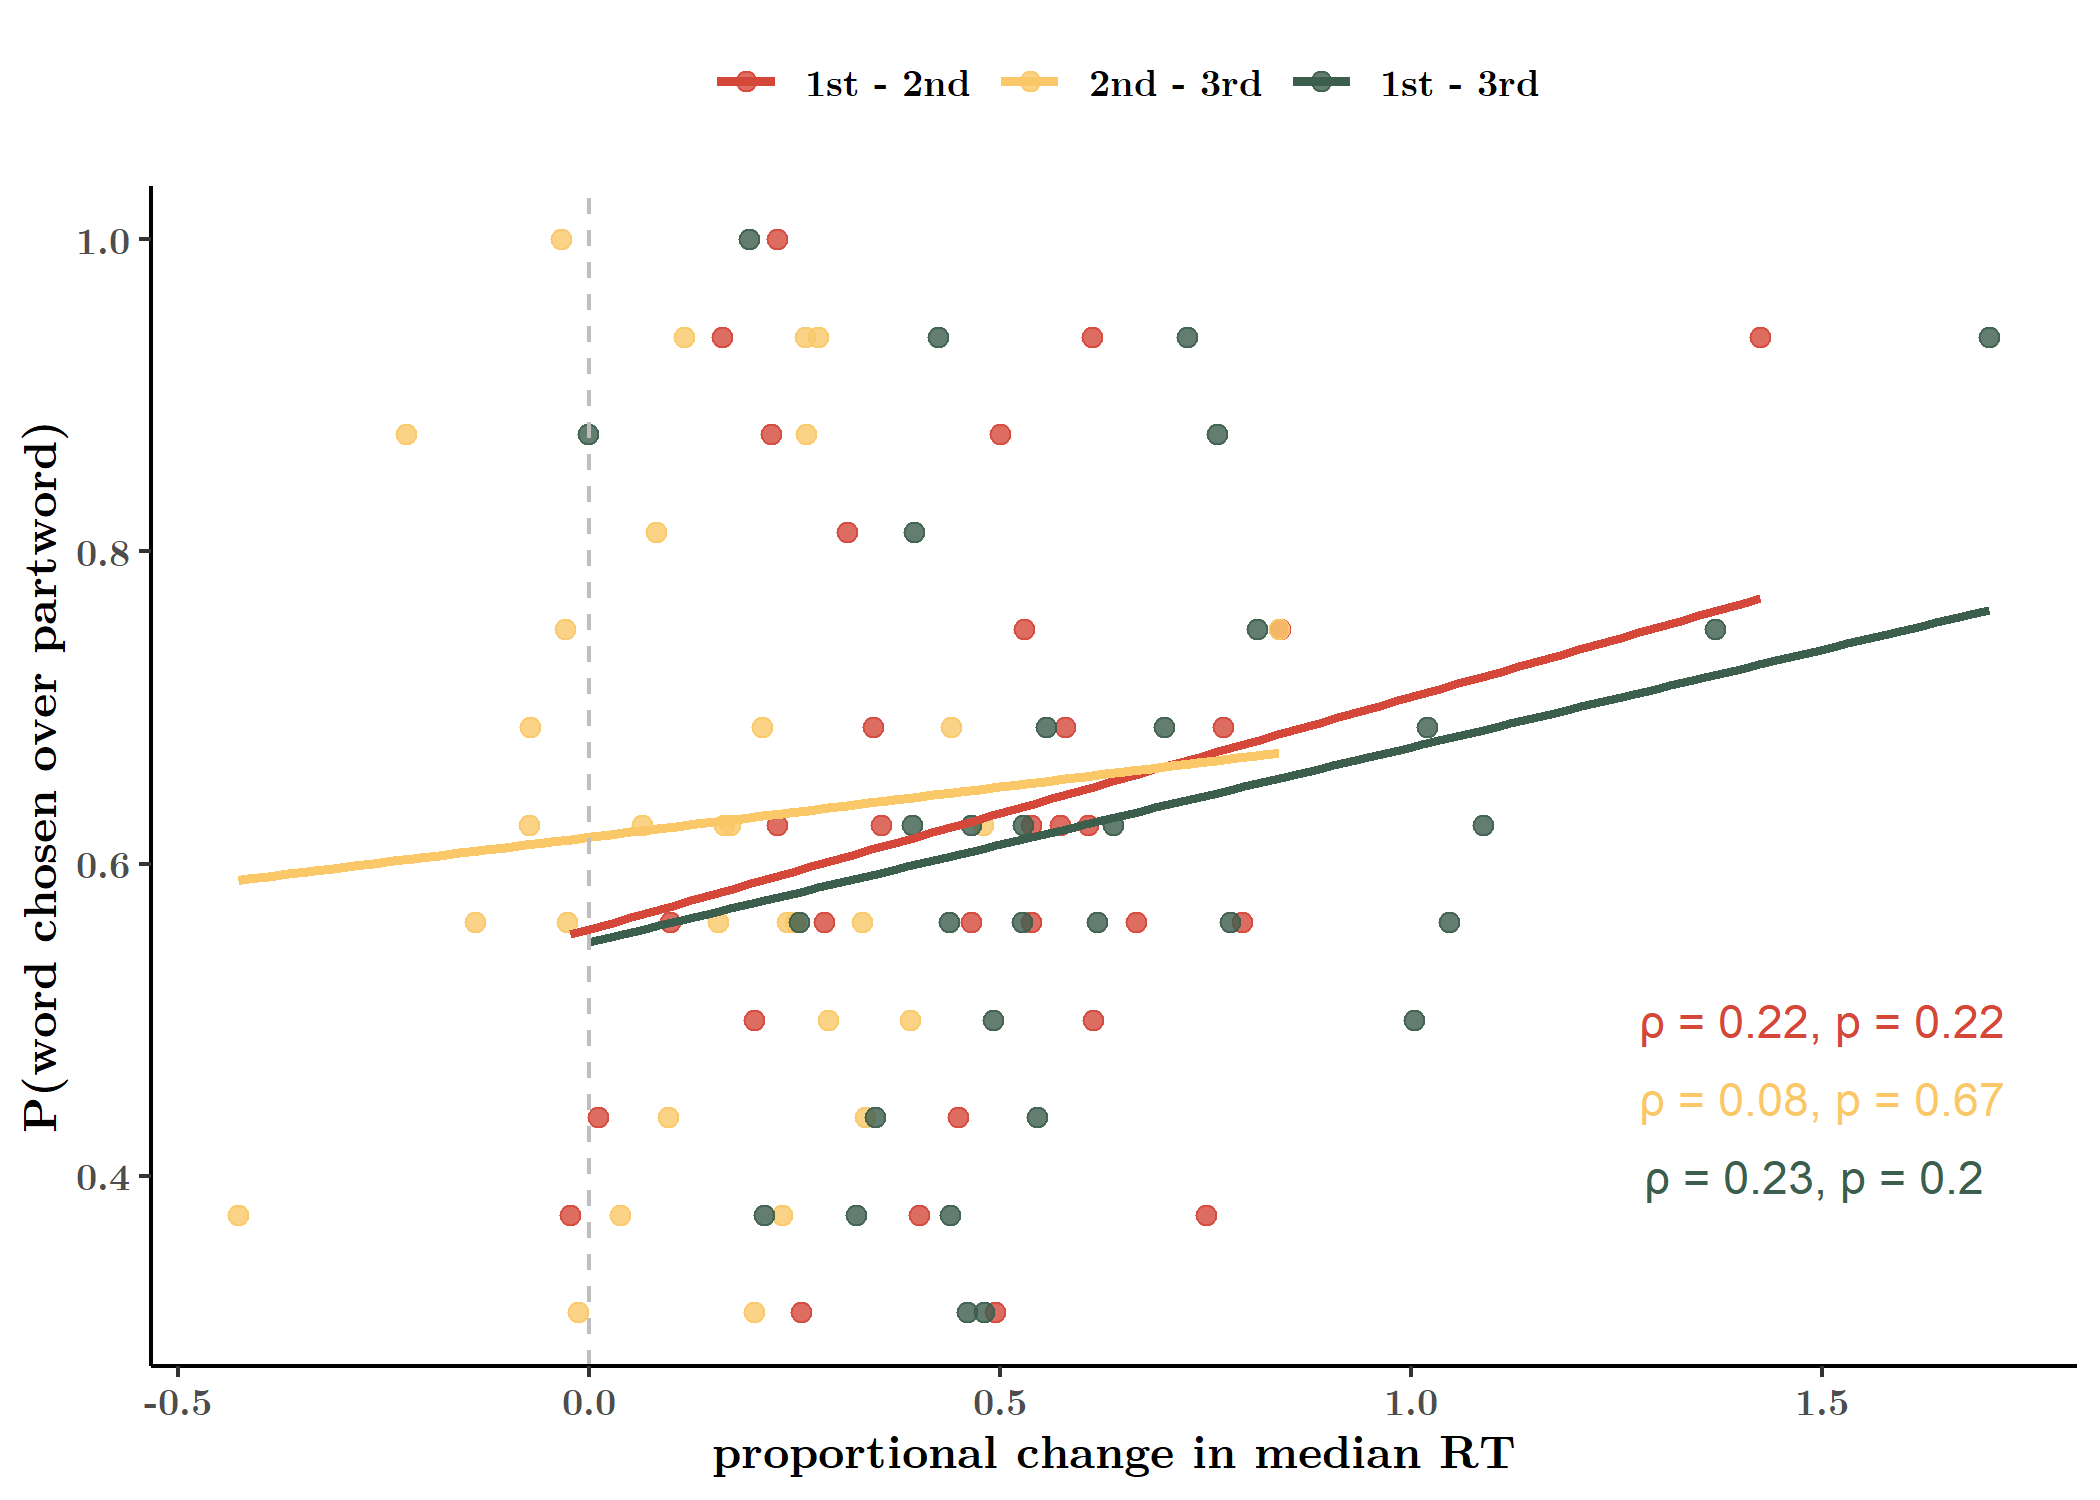 1st - 2nd 2nd - 3rd 1st - 3rd
P(word chosen over partword)
1.0
0.8
0.6
0.4
ρ = 0.22, p = 0.22
ρ = 0.08, p = 0.67
ρ = 0.23, p = 0.2
-0.5 0.0 0.5 1.0 1.5
proportional change in median RT